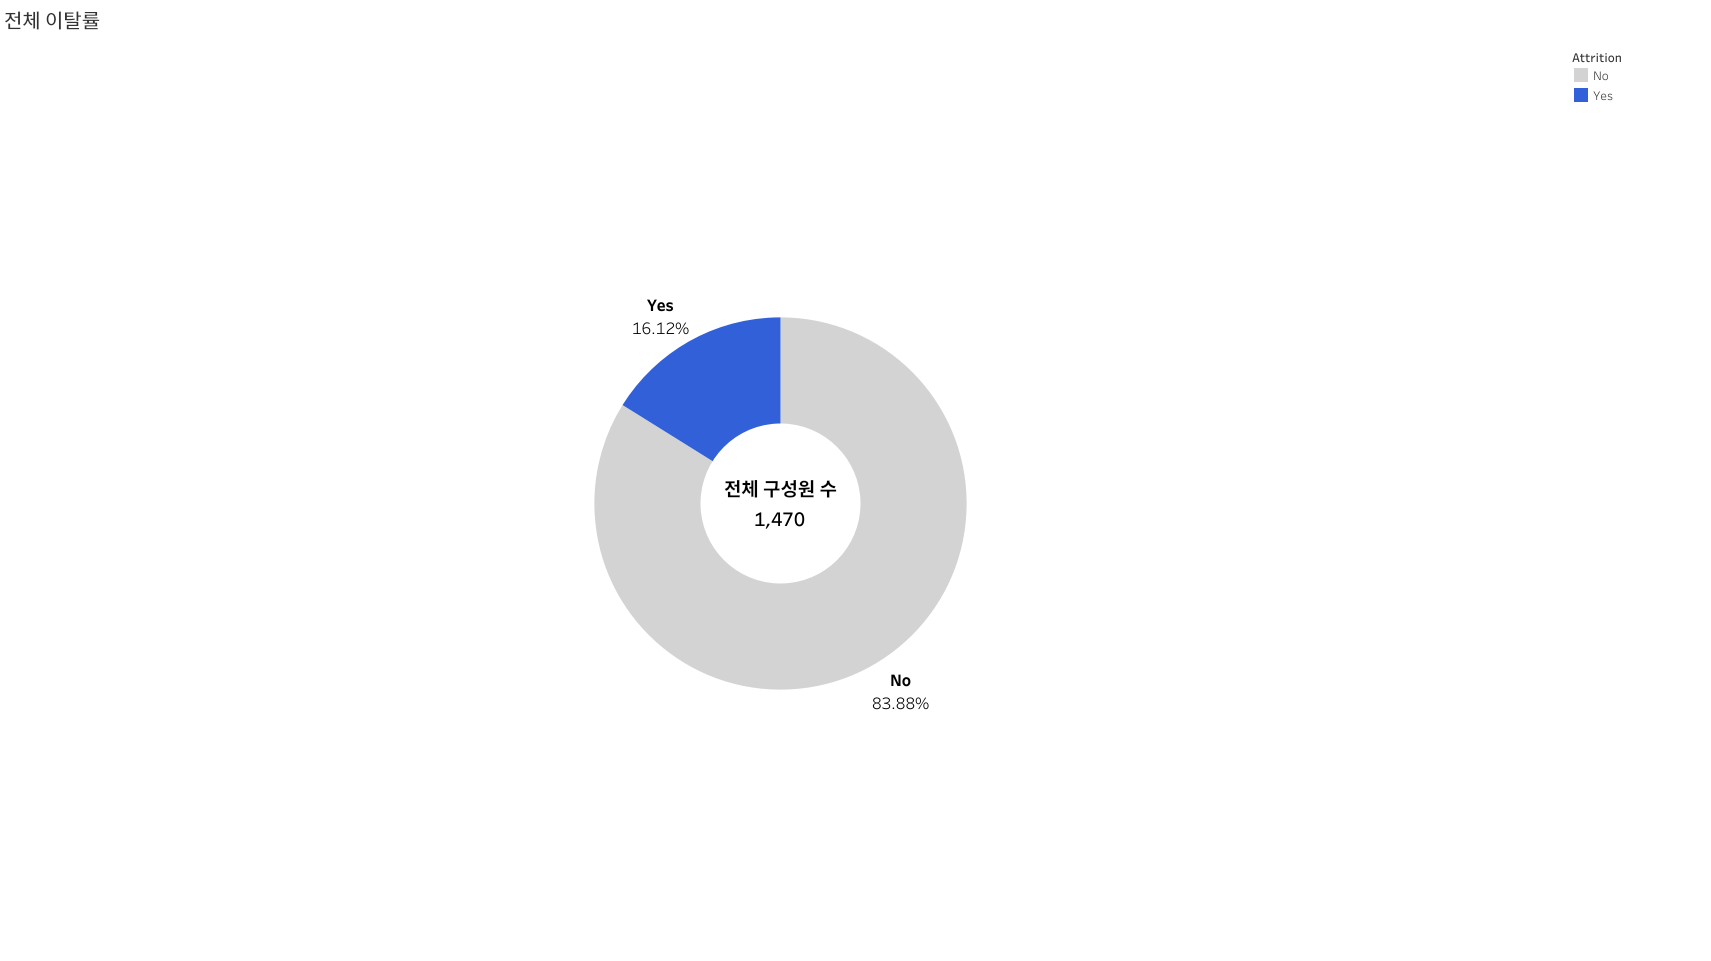 전체 이탈률
Attrition
No
Yes
Yes
16.12%
전체 구성원 수
1,470
No
83.88%